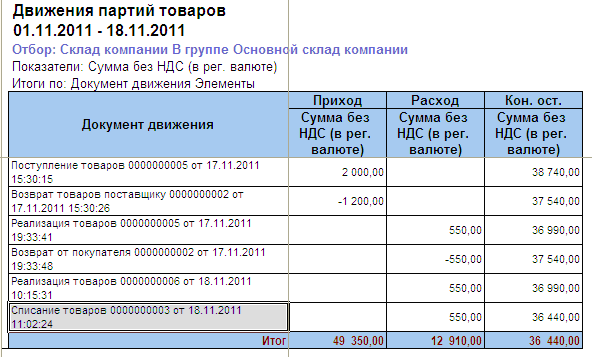 Движения партий товаров
01.11.2011 - 18.11.2011
Отбор: Склад компании В группе Основной склад компании
Показатели: Сумма без НДС (в рег. валюте)
Итоги по: Документ движения Элементы
Документ движения
Приход Расход Кон. ост.
Сумма без Сумма без Сумма без
НДС (в рег. НДС (в рег. НДС (в рег.
валюте) валюте) валюте)
Поступление товаров 0000000005 от 17.11.2011 2 000,00 38 740,00
15:30:15
Возврат товаров поставщику 0000000002 от -1 200,00 37 540,00
17.11.2011 15:30:26
Реализация товаров 0000000005 от 17.11.2011 550,00 36 990,00
19:33:41
Возврат от покупателя 0000000002 от 17.11.2011 -550,00 37 540,00
19:33:48
Реализация товаров 0000000006 от 18.11.2011 550,00 36 990,00
10:15:31
Списание товаров 0000000003 от 18.11.2011 550,00 36 440,00
11:02:24
Итог 49 350,00 12 910,00 36 440,00